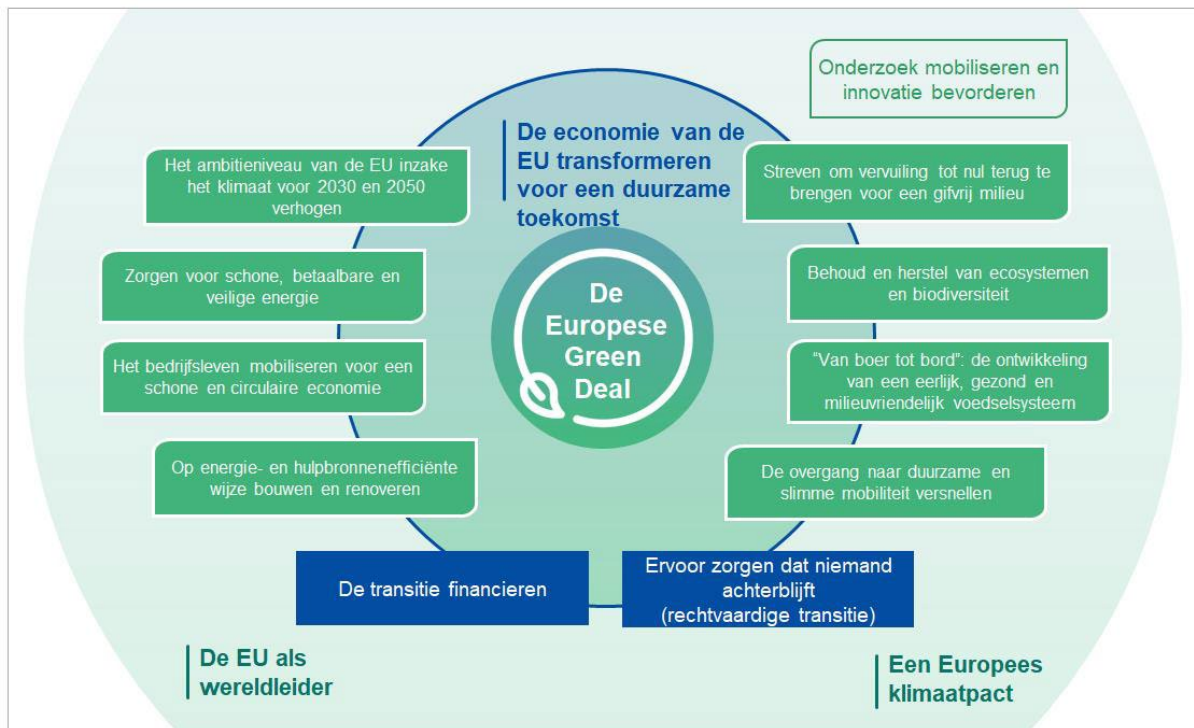 Onderzoek mobiliseren en
innovatie bevorderen
De economie van de
EU transformeren
voor een duurzame
toekomst
Het ambitieniveau van de EU inzake
het klimaat voor 2030 en 2050
verhogen
Zorgen voor schone, betaalbare en
veilige energie
Het bedrijfsleven mobiliseren voor een
schone en circulaire economie
Op energie- en hulpbronnenefficiënte
wijze bouwen en renoveren
De
Europese
Green
Deal
Streven om vervuiling tot nul terug te
brengen voor een gifvrij milieu
Behoud en herstel van ecosystemen
en biodiversiteit
“Van boer tot bord”: de ontwikkeling
van een eerlijk, gezond en
milieuvriendelijk voedselsysteem
De overgang naar duurzame en
slimme mobiliteit versnellen
De transitie financieren
Ervoor zorgen dat niemand
achterblijft
(rechtvaardige transitie)
De EU als
wereldleider
Een Europees
klimaatpact